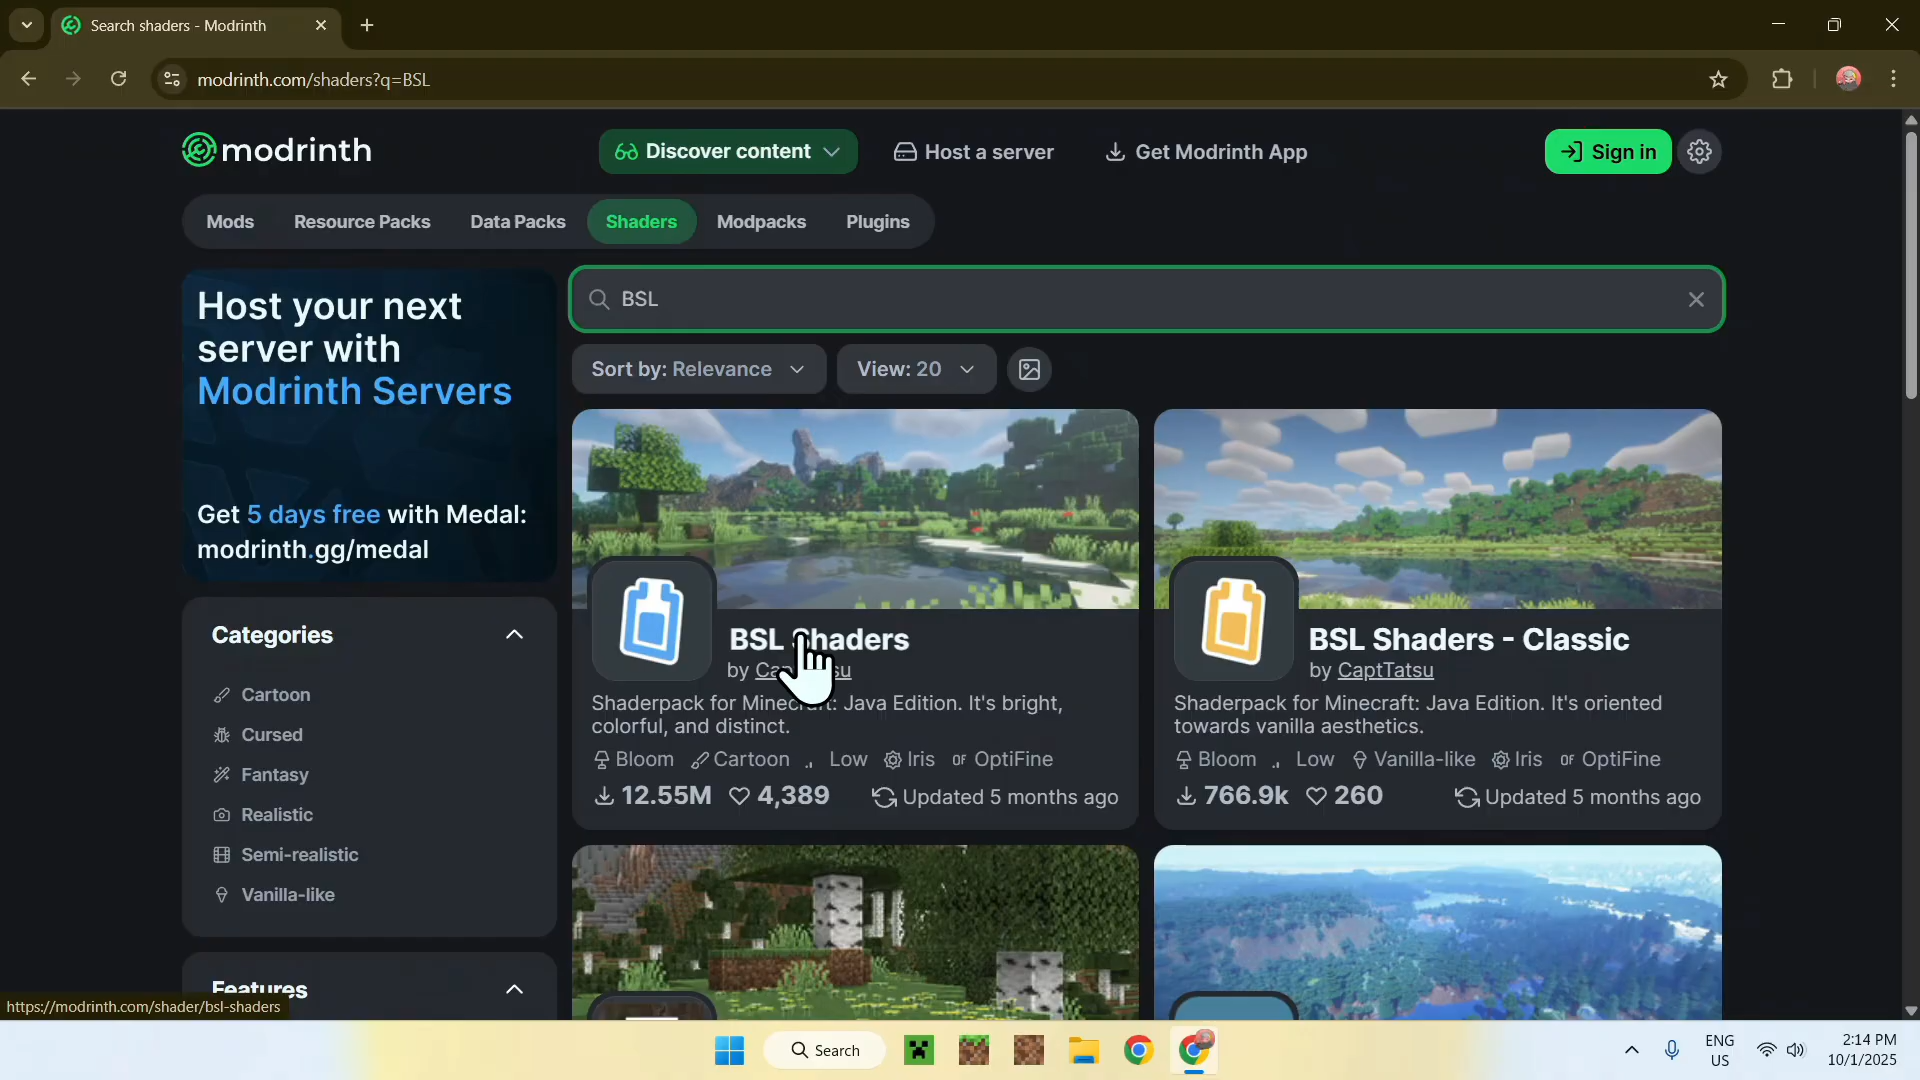 Search shaders - Modrinth
modrinth.com/shaders?q=BSL
modrinth
Discover content
Host a server
Get Modrinth App
Sign in
Mods
Resource Packs
Data Packs
Shaders
Modpacks
Plugins
Host your next
server with
Modrinth Servers
Get 5 days free with Medal:
modrinth.gg/medal
BSL
Sort by: Relevance
View: 20
BSL Shaders
by
Shaderpack for Minecraft: Java Edition. It's bright,
colorful, and distinct.
Bloom Cartoon Low Iris OF OptiFine
12.55M 4,389 Updated 5 months ago
BSL Shaders - Classic
by CaptTatsu
Shaderpack for Minecraft: Java Edition. It's oriented
towards vanilla aesthetics.
Bloom Low Vanilla-like Iris OF OptiFine
766.9k 260 Updated 5 months ago
Categories
Cartoon
Cursed
Fantasy
Realistic
Semi-realistic
Vanilla-like
Features
https://modrinth.com/shader/bsl-shaders
Search
ENG
US
2:14 PM
10/1/2025